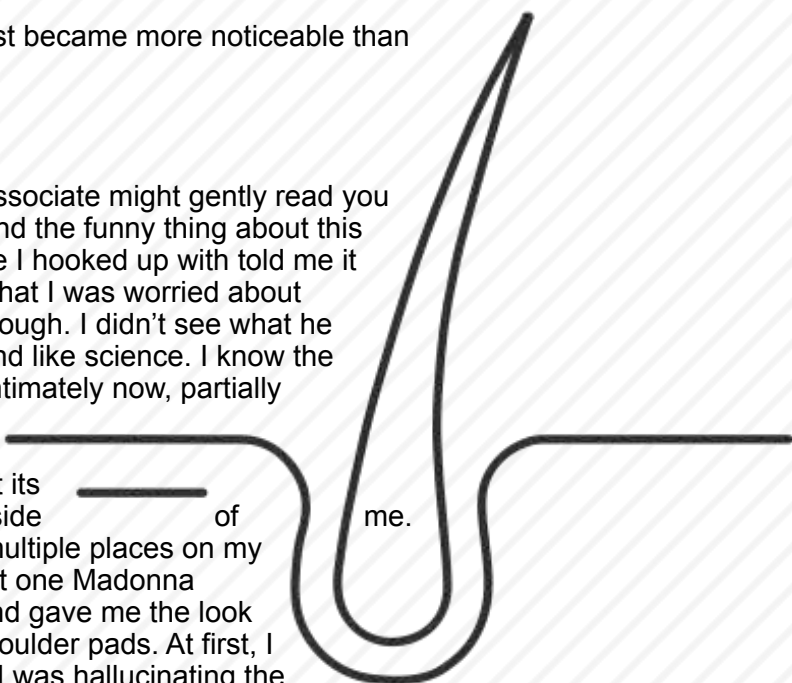 st became more noticeable than
ssociate might gently read you
nd the funny thing about this
e I hooked up with told me it
hat I was worried about
ough. I didn’t see what he
nd like science. I know the
ntimately now, partially
t its
side of me.
multiple places on my
t one Madonna
nd gave me the look
oulder pads. At first, I
I was hallucinating the